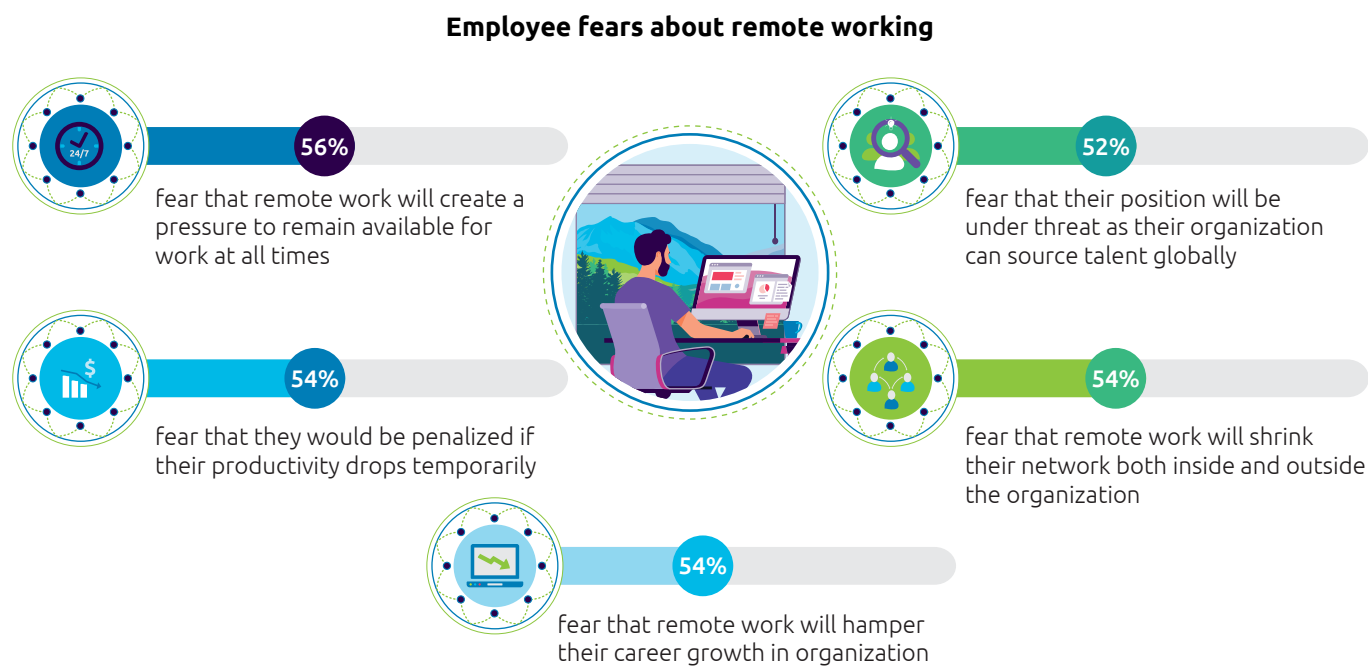 Employee fears about remote working
24/7
56%
fear that remote work will create a
pressure to remain available for
work at all times
52%
fear that their position will be
under threat as their organization
can source talent globally
$
54%
fear that they would be penalized if
their productivity drops temporarily
54%
fear that remote work will shrink
their network both inside and outside
the organization
54%
fear that remote work will hamper
their career growth in organization